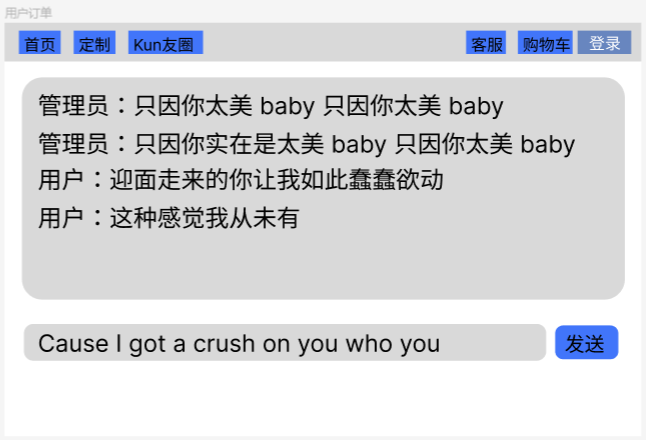 用户订单
首页 定制 Kun友圈 客服 购物车 登录
管理员：只因你太美 baby 只因你太美 baby
管理员：只因你实在是太美 baby 只因你太美 baby
用户：迎面走来的你让我如此蠢蠢欲动
用户：这种感觉我从未有
Cause I got a crush on you who you 发送